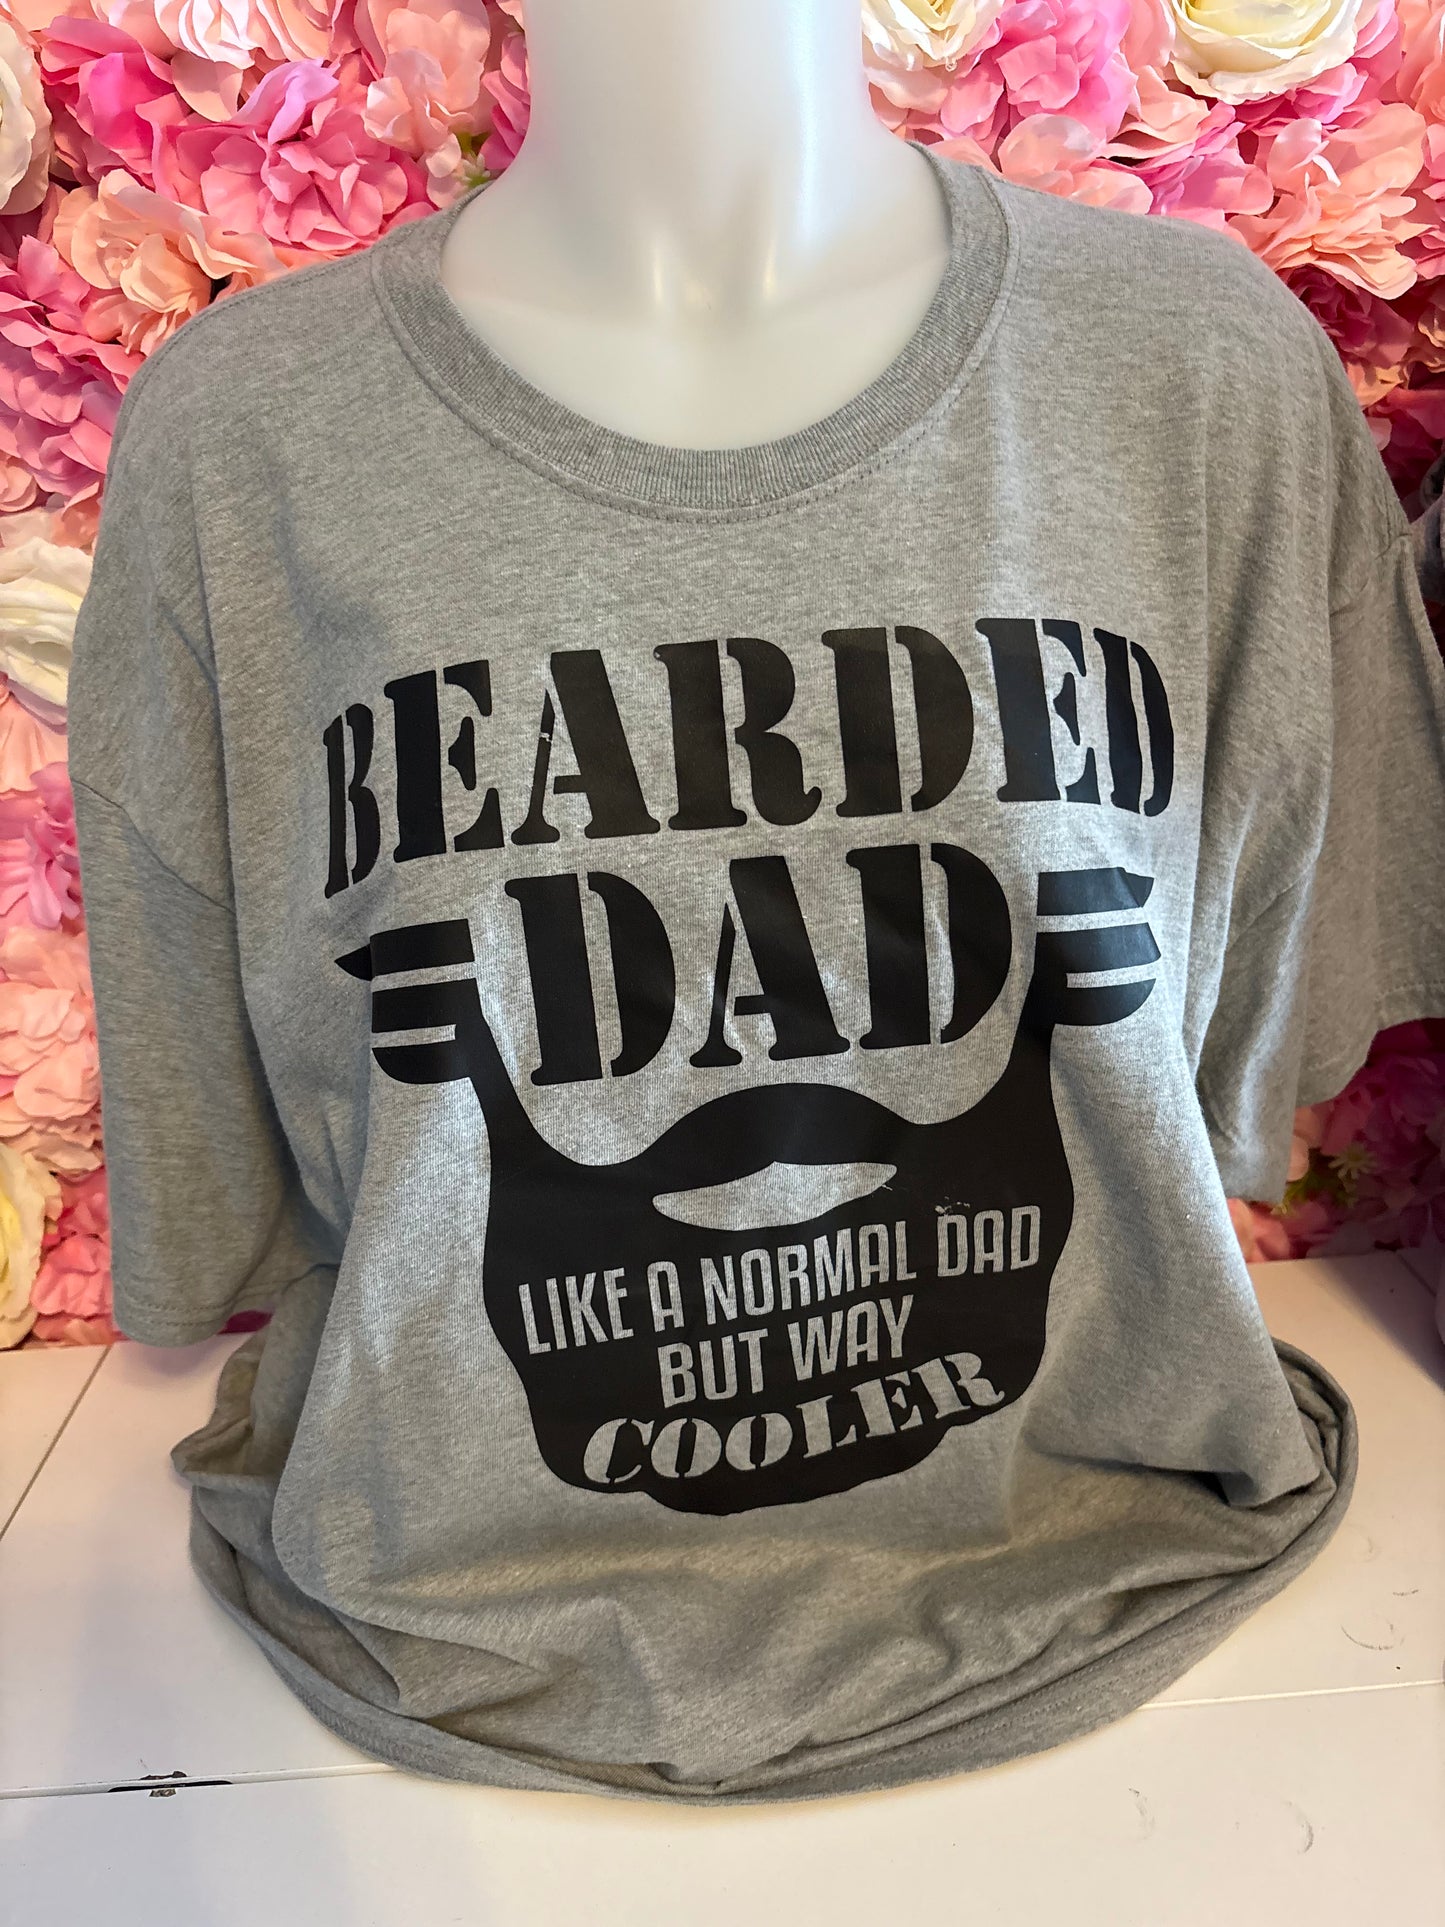 BEARDED
DAD
LIKE A NORMAL DAD
BUT WAY
COOLER